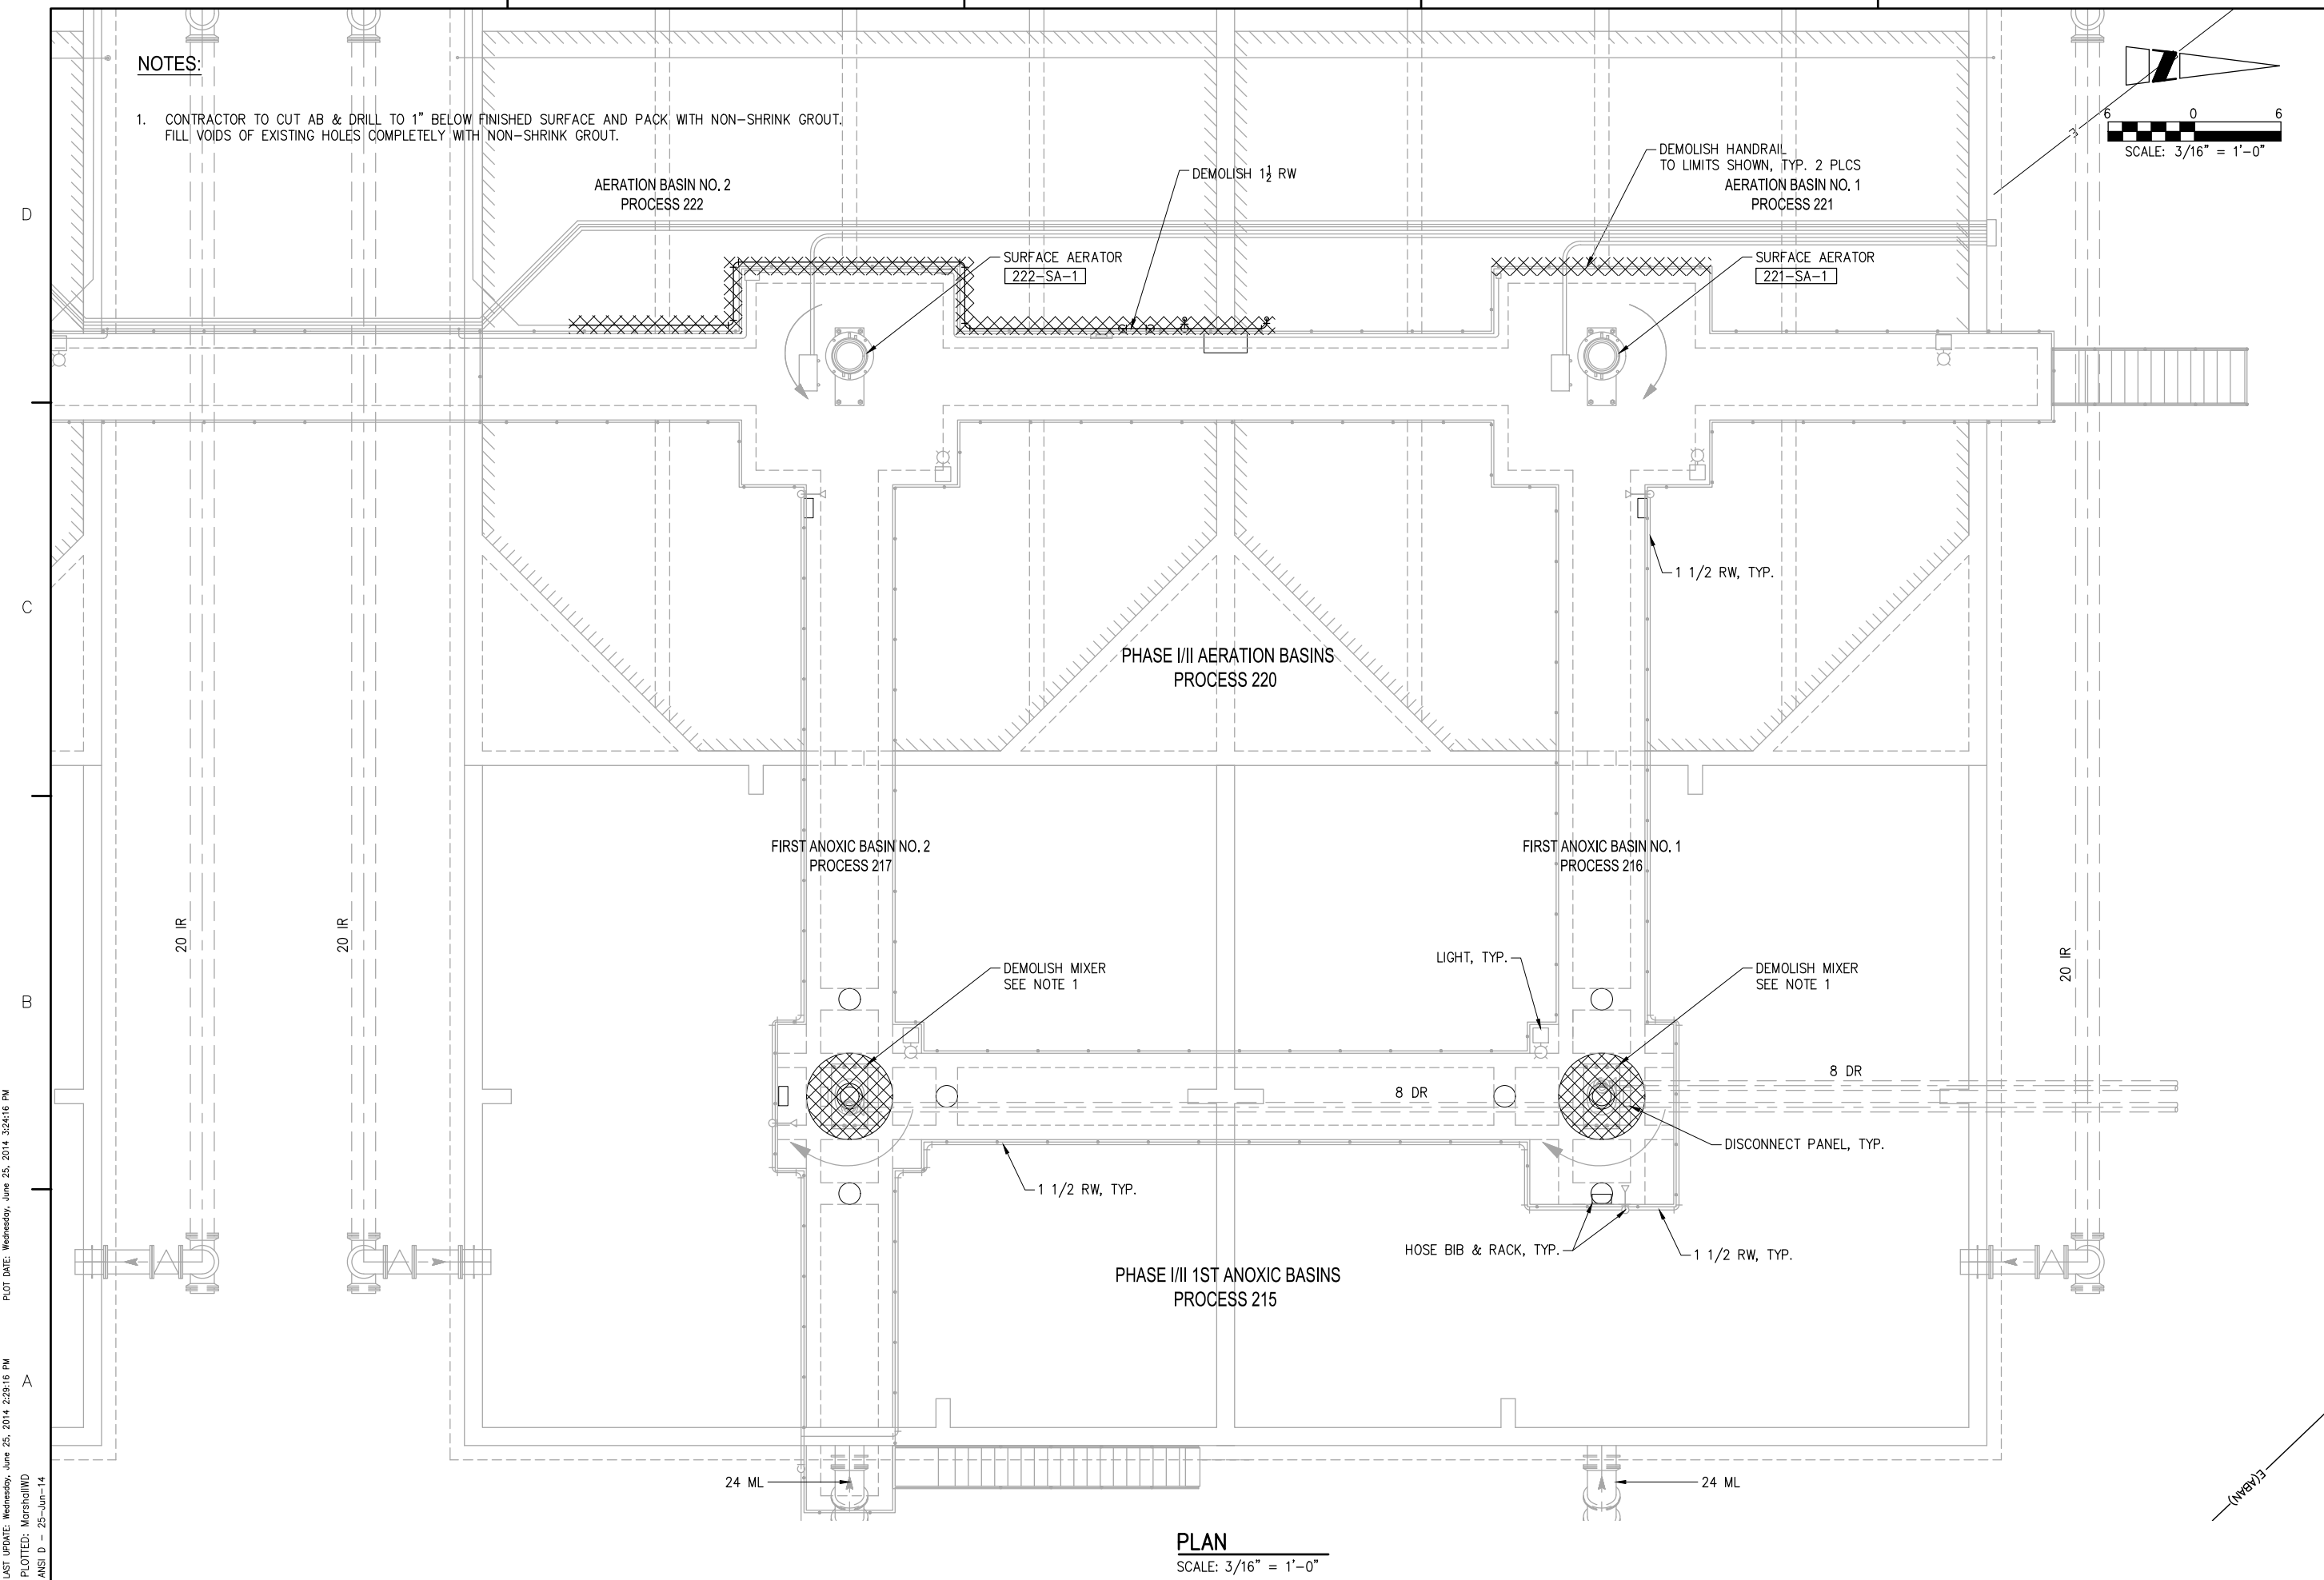 NOTES:
1. CONTRACTOR TO CUT AB & DRILL TO 1" BELOW FINISHED SURFACE AND PACK WITH NON-SHRINK GROUT.
FILL VOIDS OF EXISTING HOLES COMPLETELY WITH NON-SHRINK GROUT.
6 0 6
SCALE: 3/16" = 1'-0"
3
DEMOLISH HANDRAIL
TO LIMITS SHOWN, TYP. 2 PLCS
AERATION BASIN NO. 1
PROCESS 221
DEMOLISH 1½ RW
AERATION BASIN NO. 2
PROCESS 222
D
SURFACE AERATOR
222-SA-1
SURFACE AERATOR
221-SA-1
1 1/2 RW, TYP.
C
PHASE I/II AERATION BASINS
PROCESS 220
FIRST ANOXIC BASIN NO. 2
PROCESS 217
FIRST ANOXIC BASIN NO. 1
PROCESS 216
20 IR
20 IR
20 IR
LIGHT, TYP.
DEMOLISH MIXER
SEE NOTE 1
DEMOLISH MIXER
SEE NOTE 1
B
8 DR
8 DR
DISCONNECT PANEL, TYP.
1 1/2 RW, TYP.
HOSE BIB & RACK, TYP.
1 1/2 RW, TYP.
PHASE I/II 1ST ANOXIC BASINS
PROCESS 215
A
24 ML
24 ML
E(ABAN)
PLAN
SCALE: 3/16" = 1'-0"
LAST UPDATE: Wednesday, June 25, 2014 2:29:16 PM PLOT DATE: Wednesday, June 25, 2014 3:24:16 PM
PLOTTED: MarshallWD
ANSI D - 25-Jun-14